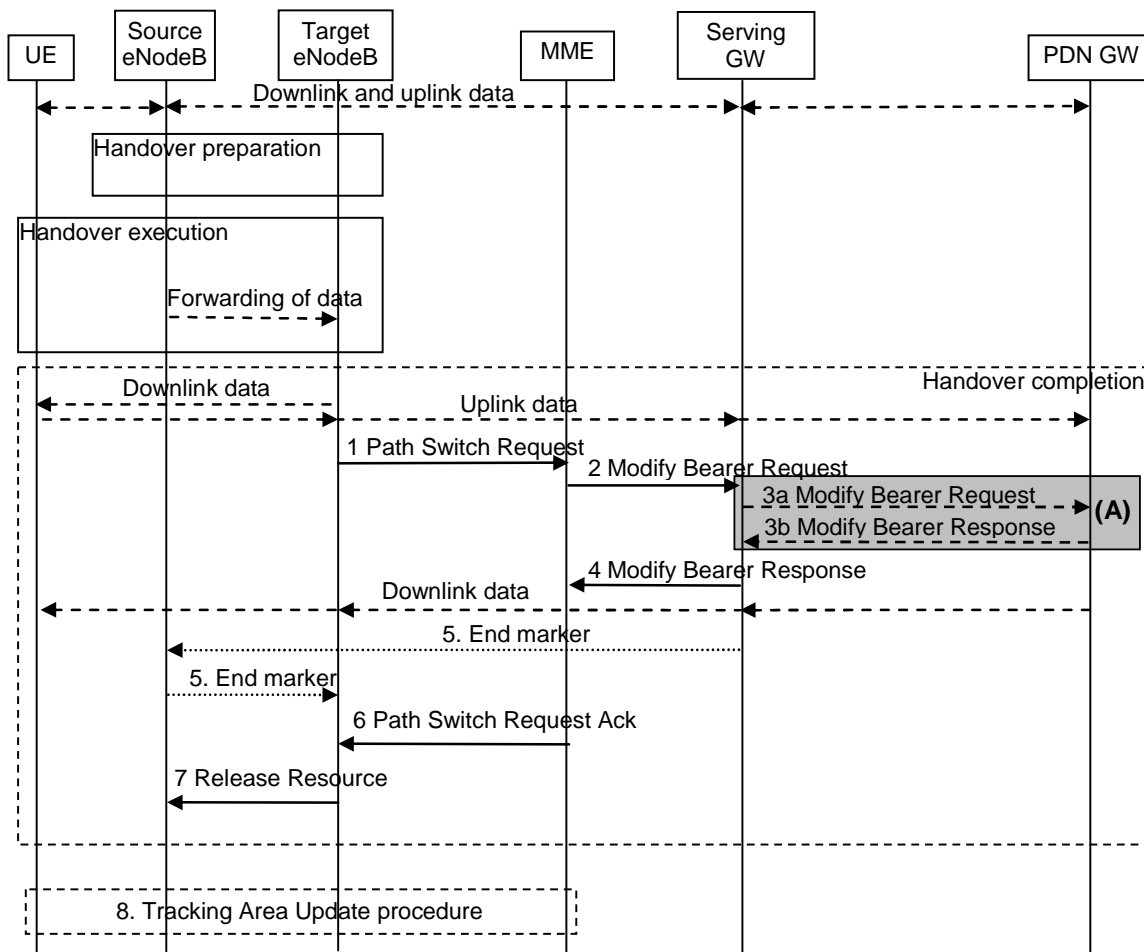 UE
Source
eNodeB
Target
eNodeB
MME
Serving
GW
PDN GW
Downlink and uplink data
Handover preparation
Handover execution
Forwarding of data
Handover completion
Downlink data
Uplink data
1 Path Switch Request
2 Modify Bearer Request
3a Modify Bearer Request
(A)
3b Modify Bearer Response
4 Modify Bearer Response
Downlink data
5. End marker
5. End marker
6 Path Switch Request Ack
7 Release Resource
8. Tracking Area Update procedure